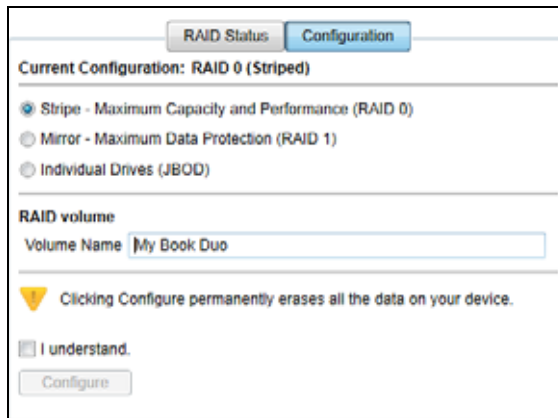 RAID Status Configuration
Current Configuration: RAID 0 (Striped)
Stripe - Maximum Capacity and Performance (RAID 0)
Mirror - Maximum Data Protection (RAID 1)
Individual Drives (JBOD)
RAID volume
Volume Name My Book Duo
Clicking Configure permanently erases all the data on your device.
I understand.
Configure